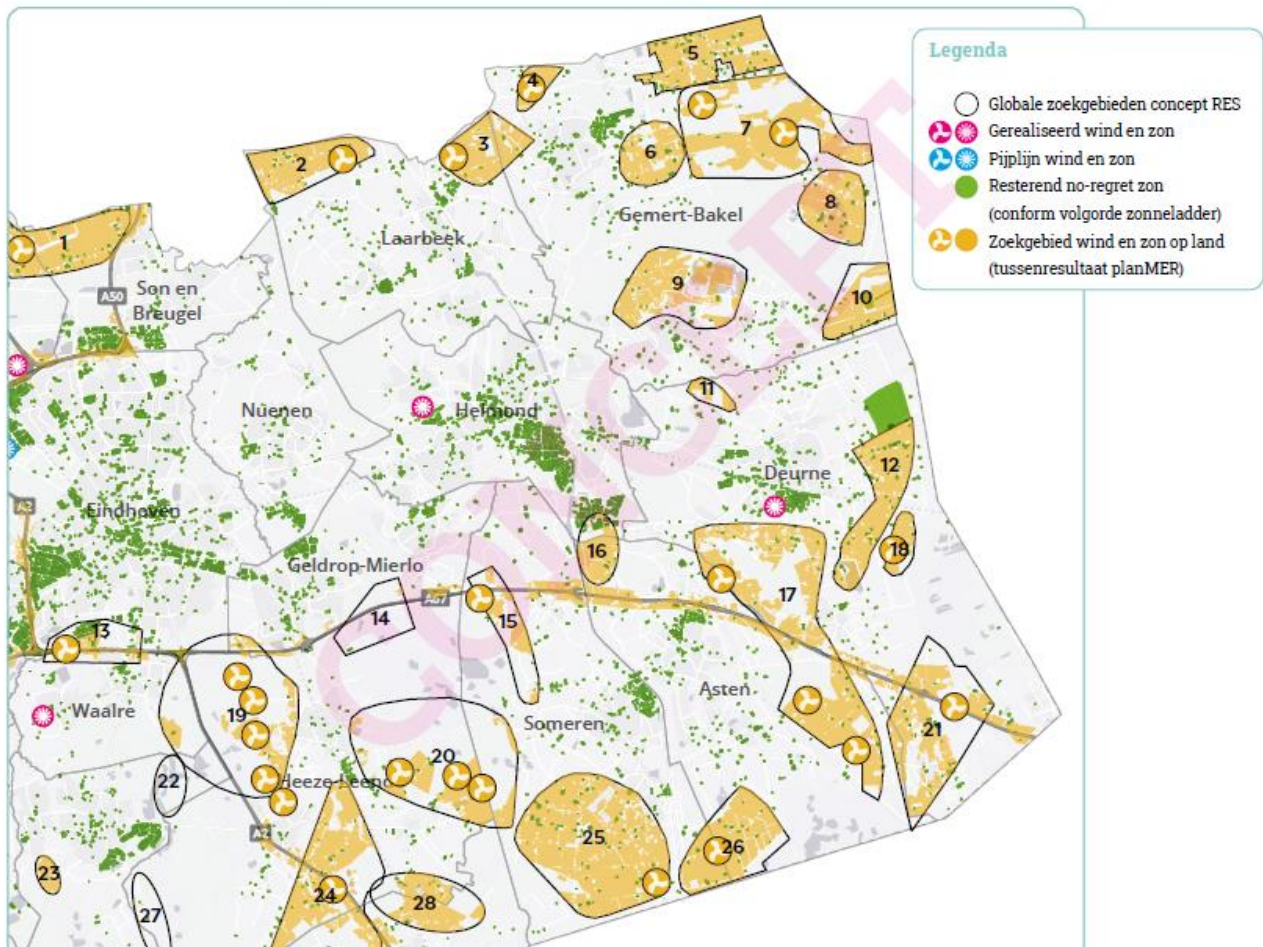 Legenda
Globale zoekgebieden concept RES
Gerealiseerd wind en zon
Pijplijn wind en zon
Resterend no-regret zon
(conform volgorde zonneladder)
Zoekgebied wind en zon op land
(tussenresultaat planMER)
CONCEPT
5
4
7
3
2
6
8
Gemert-Bakel
Laarbeek
1
9
Son en
Breugel
A50
10
11
Nuenen
Helmond
12
Deurne
A2
Eindhoven
16
18
Geldrop-Mierlo
17
A67
14
15
13
Asten
Waalre
19
Someren
21
20
22
Heeze-Leende
A2
25
26
23
24
28
27